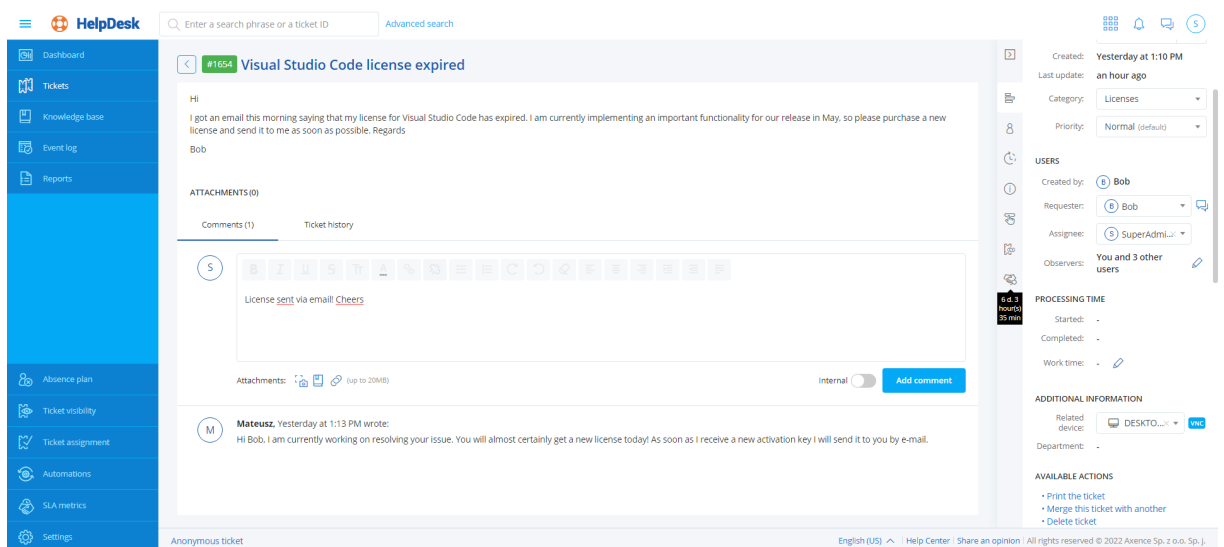 HelpDesk
Enter a search phrase or a ticket ID
Advanced search
S
Dashboard
Tickets
Knowledge base
Event log
Reports
Absence plan
Ticket visibility
Ticket assignment
Automations
SLA metrics
Settings
#1654 Visual Studio Code license expired
Hi
I got an email this morning saying that my license for Visual Studio Code has expired. I am currently implementing an important functionality for our release in May, so please purchase a new
license and send it to me as soon as possible. Regards
Bob
ATTACHMENTS (0)
Comments (1) Ticket history
S
B I U S Tr A
License sent via email! Cheers
Attachments: (up to 20MB)
Internal Add comment
M
Mateusz, Yesterday at 1:13 PM wrote:
Hi Bob, I am currently working on resolving your issue. You will almost certainly get a new license today! As soon as I receive a new activation key I will send it to you by e-mail.
6 d. 3
hour(s)
35 min
Created: Yesterday at 1:10 PM
Last update: an hour ago
Category: Licenses
Priority: Normal (default)
USERS
Created by: B Bob
Requester: B Bob
Assignee: S SuperAdmi...×
Observers: You and 3 other
users
PROCESSING TIME
Started: -
Completed: -
Work time: -
ADDITIONAL INFORMATION
Related
device: DESKTO...× VNC
Department: -
AVAILABLE ACTIONS
• Print the ticket
• Merge this ticket with another
• Delete ticket
Anonymous ticket
English (US) Help Center | Share an opinion | All rights reserved © 2022 Axence Sp. z o.o. Sp. j.